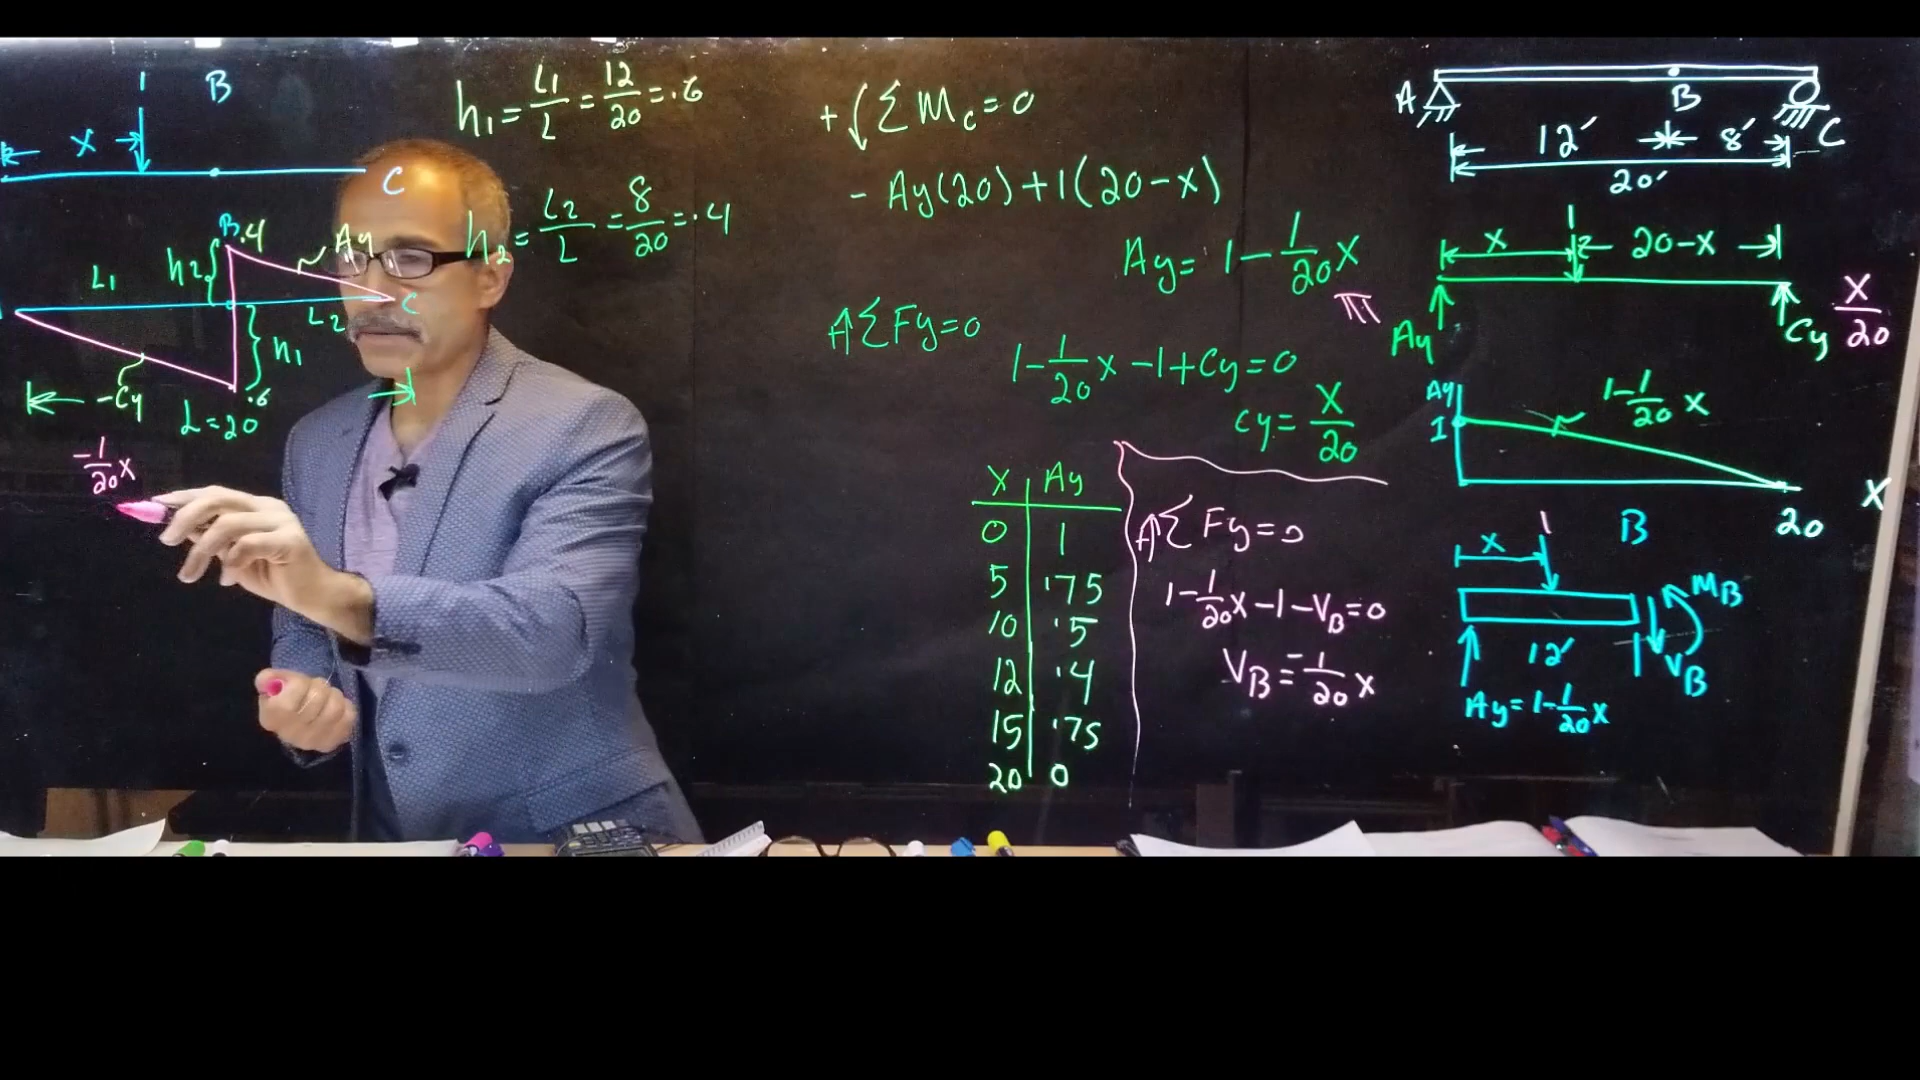 1 B
X
C
B .4
h2
Ay
L1
L2
C
h1
-Cy
.6
L=20
-1/20 x
h1 = L1/L = 12/20 = .6
h2 = L2/L = 8/20 = .4
+ ΣMc=0
- Ay(20)+1(20-x)
Ay= 1-1/20 x
ΣFy=0
1-1/20 x -1+Cy=0
Cy= x/20
X Ay
0 1
5 .75
10 .5
12 .4
15 .75
20 0
ΣFy=0
1-1/20 x-1-VB=0
VB=-1/20 x
A B C
12' 8'
20'
1
x 20-x
Ay Cy x/20
Ay
1
1-1/20 x
20 X
1 B
x
MB
12'
VB
Ay=1-1/20 x